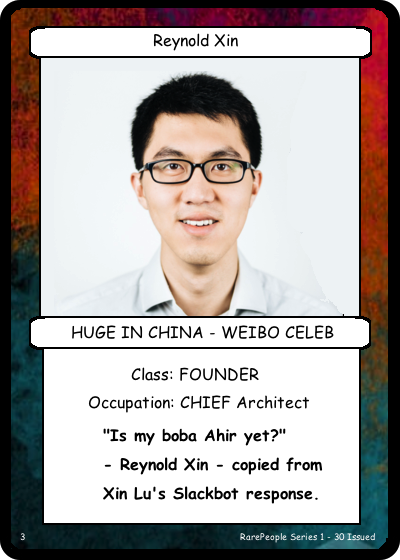 Reynold Xin
HUGE IN CHINA - WEIBO CELEB
Class: FOUNDER
Occupation: CHIEF Architect
"Is my boba Ahir yet?"
- Reynold Xin - copied from
Xin Lu's Slackbot response.
3
RarePeople Series 1 - 30 Issued